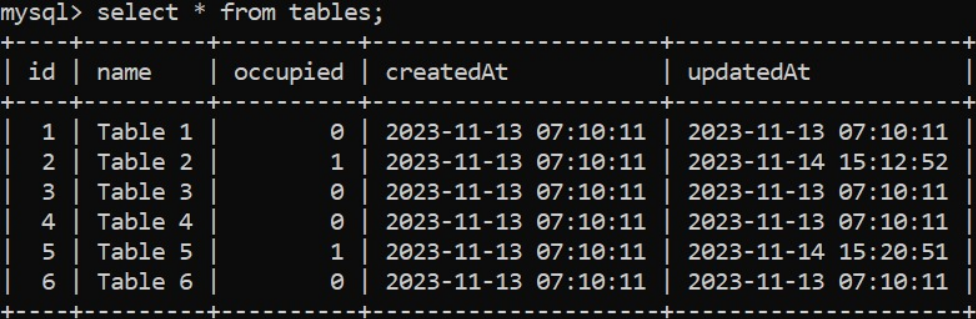 mysql> select * from tables;
+----+---------+----------+---------------------+---------------------+
| id | name    | occupied | createdAt           | updatedAt           |
+----+---------+----------+---------------------+---------------------+
|  1 | Table 1 |        0 | 2023-11-13 07:10:11 | 2023-11-13 07:10:11 |
|  2 | Table 2 |        1 | 2023-11-13 07:10:11 | 2023-11-14 15:12:52 |
|  3 | Table 3 |        0 | 2023-11-13 07:10:11 | 2023-11-13 07:10:11 |
|  4 | Table 4 |        0 | 2023-11-13 07:10:11 | 2023-11-13 07:10:11 |
|  5 | Table 5 |        1 | 2023-11-13 07:10:11 | 2023-11-14 15:20:51 |
|  6 | Table 6 |        0 | 2023-11-13 07:10:11 | 2023-11-13 07:10:11 |
+----+---------+----------+---------------------+---------------------+